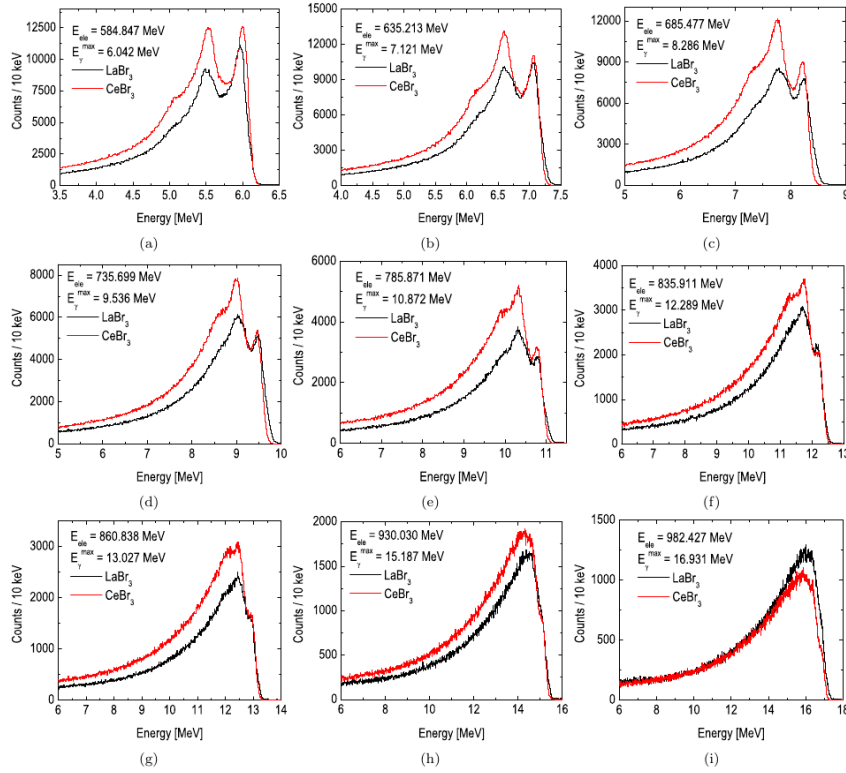 E_ele = 584.847 MeV
E_γ^max = 6.042 MeV
LaBr₃
CeBr₃
Counts / 10 keV
12500
10000
7500
5000
2500
0
3.5 4.0 4.5 5.0 5.5 6.0 6.5
Energy [MeV]
(a)
E_ele = 635.213 MeV
E_γ^max = 7.121 MeV
LaBr₃
CeBr₃
Counts / 10 keV
15000
12500
10000
7500
5000
2500
0
4.0 4.5 5.0 5.5 6.0 6.5 7.0 7.5
Energy [MeV]
(b)
E_ele = 685.477 MeV
E_γ^max = 8.286 MeV
LaBr₃
CeBr₃
Counts / 10 keV
12000
9000
6000
3000
0
5 6 7 8 9
Energy [MeV]
(c)
E_ele = 735.699 MeV
E_γ^max = 9.536 MeV
LaBr₃
CeBr₃
Counts / 10 keV
8000
6000
4000
2000
0
5 6 7 8 9 10
Energy [MeV]
(d)
E_ele = 785.871 MeV
E_γ^max = 10.872 MeV
LaBr₃
CeBr₃
Counts / 10 keV
6000
4000
2000
0
6 7 8 9 10 11
Energy [MeV]
(e)
E_ele = 835.911 MeV
E_γ^max = 12.289 MeV
LaBr₃
CeBr₃
Counts / 10 keV
4000
3000
2000
1000
0
6 7 8 9 10 11 12 13
Energy [MeV]
(f)
E_ele = 860.838 MeV
E_γ^max = 13.027 MeV
LaBr₃
CeBr₃
Counts / 10 keV
3000
2000
1000
0
6 7 8 9 10 11 12 13 14
Energy [MeV]
(g)
E_ele = 930.030 MeV
E_γ^max = 15.187 MeV
LaBr₃
CeBr₃
Counts / 10 keV
2000
1500
1000
500
0
6 8 10 12 14 16
Energy [MeV]
(h)
E_ele = 982.427 MeV
E_γ^max = 16.931 MeV
LaBr₃
CeBr₃
Counts / 10 keV
1500
1250
1000
750
500
250
0
6 8 10 12 14 16 18
Energy [MeV]
(i)